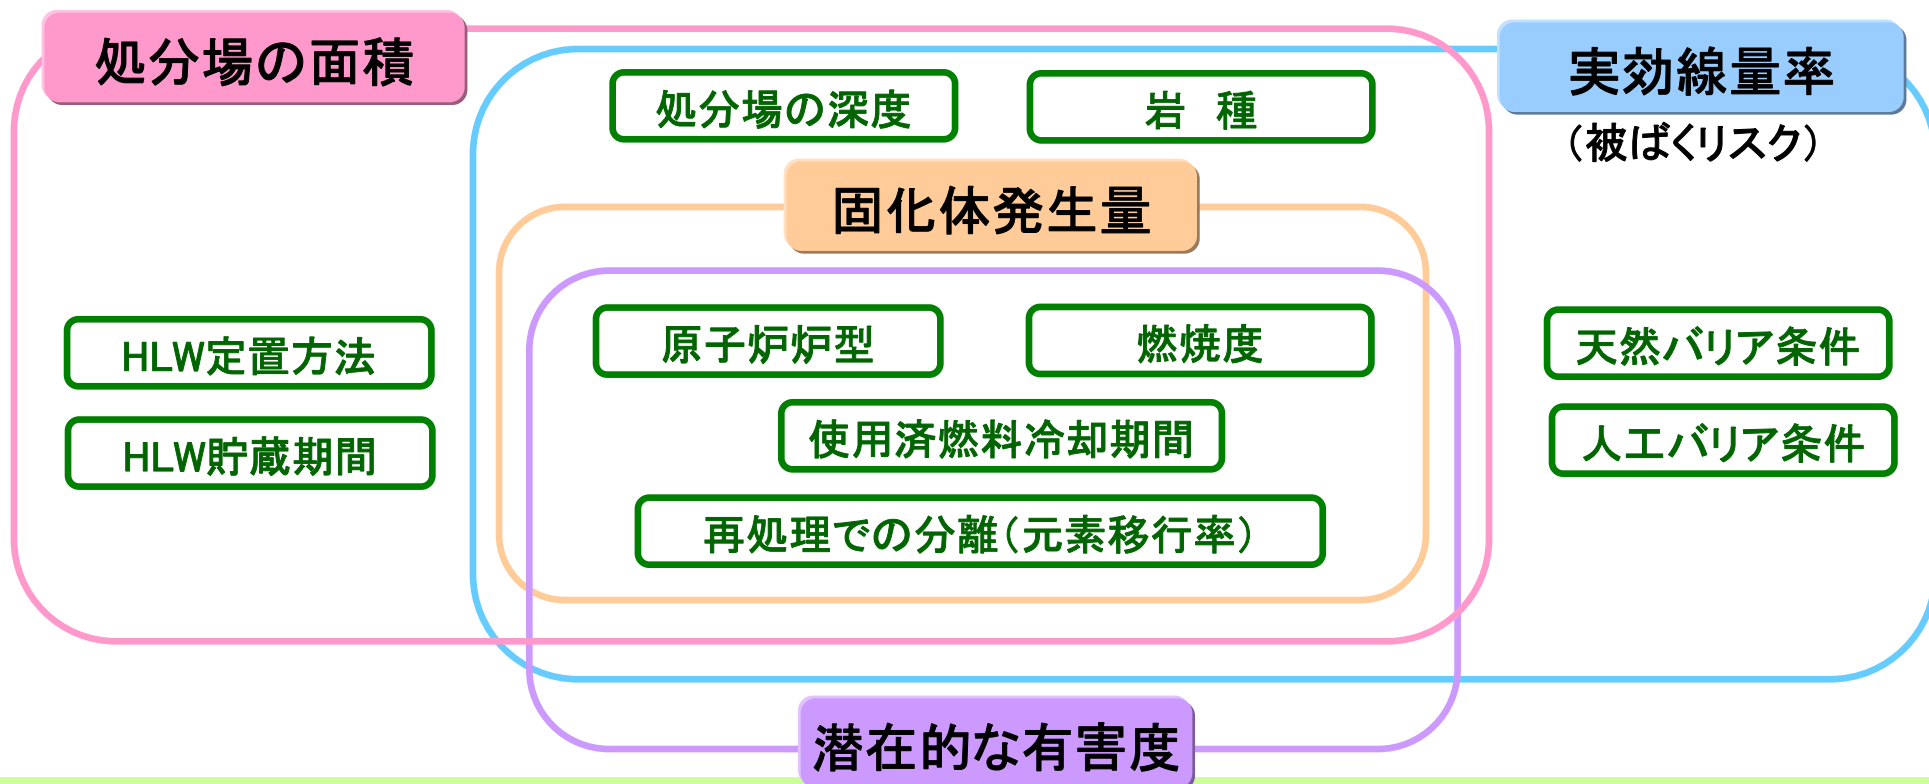 処分場の面積
実効線量率
（被ばくリスク）
処分場の深度
岩　種
固化体発生量
原子炉炉型
燃焼度
HLW定置方法
天然バリア条件
使用済燃料冷却期間
HLW貯蔵期間
人工バリア条件
再処理での分離（元素移行率）
潜在的な有害度